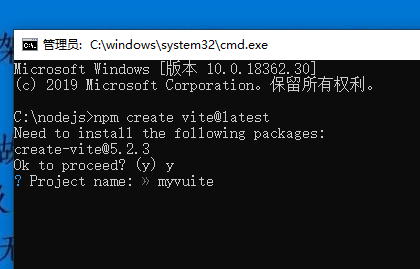 管理员: C:\windows\system32\cmd.exe
Microsoft Windows [版本 10.0.18362.30]
(c) 2019 Microsoft Corporation。保留所有权利。
C:\nodejs>npm create vite@latest
Need to install the following packages:
create-vite@5.2.3
Ok to proceed? (y) y
? Project name: » myvuite